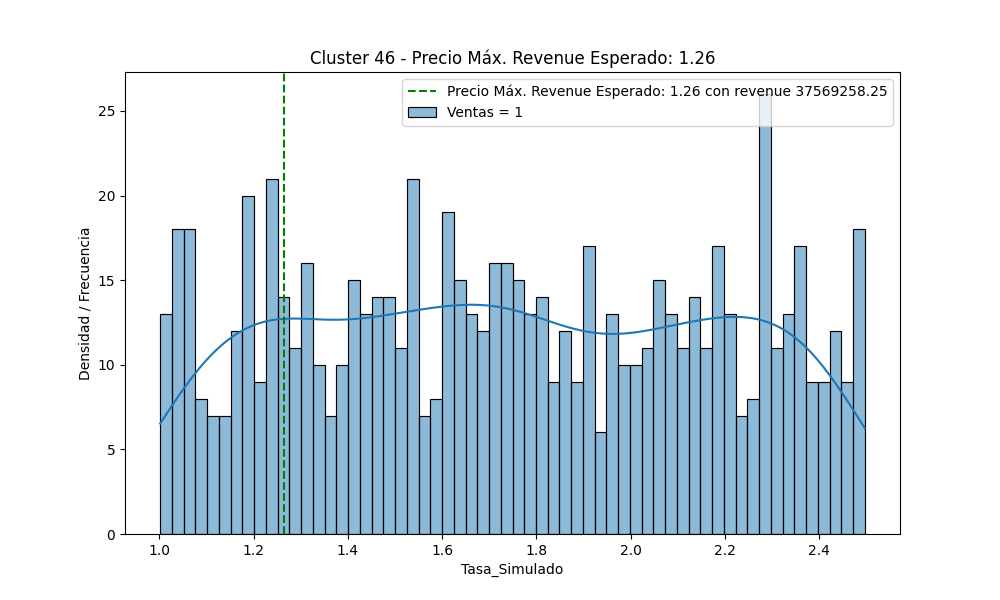 Cluster 46 - Precio Máx. Revenue Esperado: 1.26
Precio Máx. Revenue Esperado: 1.26 con revenue 37569258.25
Ventas = 1
Densidad / Frecuencia
25
20
15
10
5
0
1.0 1.2 1.4 1.6 1.8 2.0 2.2 2.4
Tasa_Simulado